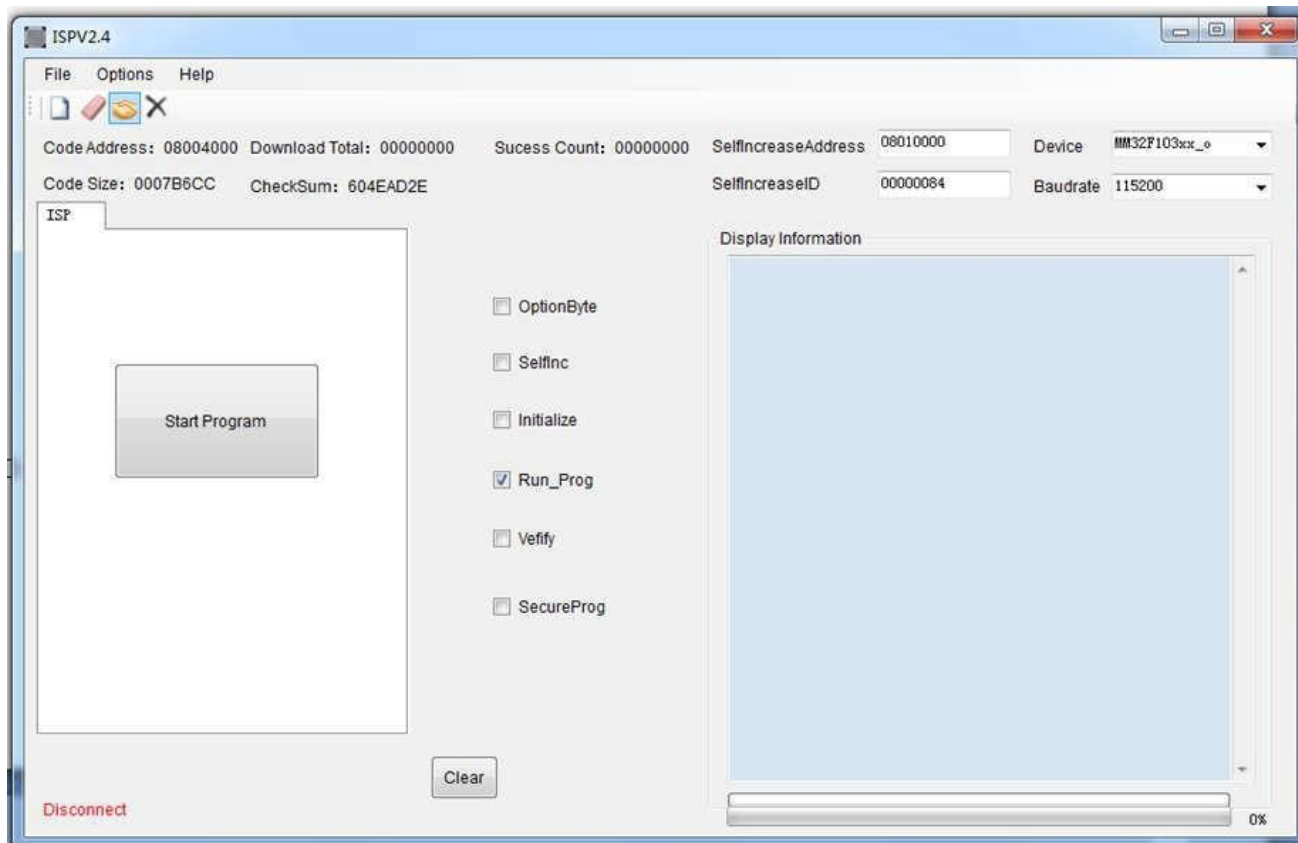 ISPV2.4
File Options Help
Code Address: 08004000 Download Total: 00000000 Sucess Count: 00000000 SelfIncreaseAddress 08010000 Device MM32F103xx_o
Code Size: 0007B6CC CheckSum: 604EAD2E SelfIncreaseID 00000084 Baudrate 115200
ISP
Display Information
OptionByte
SelfInc
Start Program
Initialize
Run_Prog
Vefify
SecureProg
Clear
Disconnect
0%